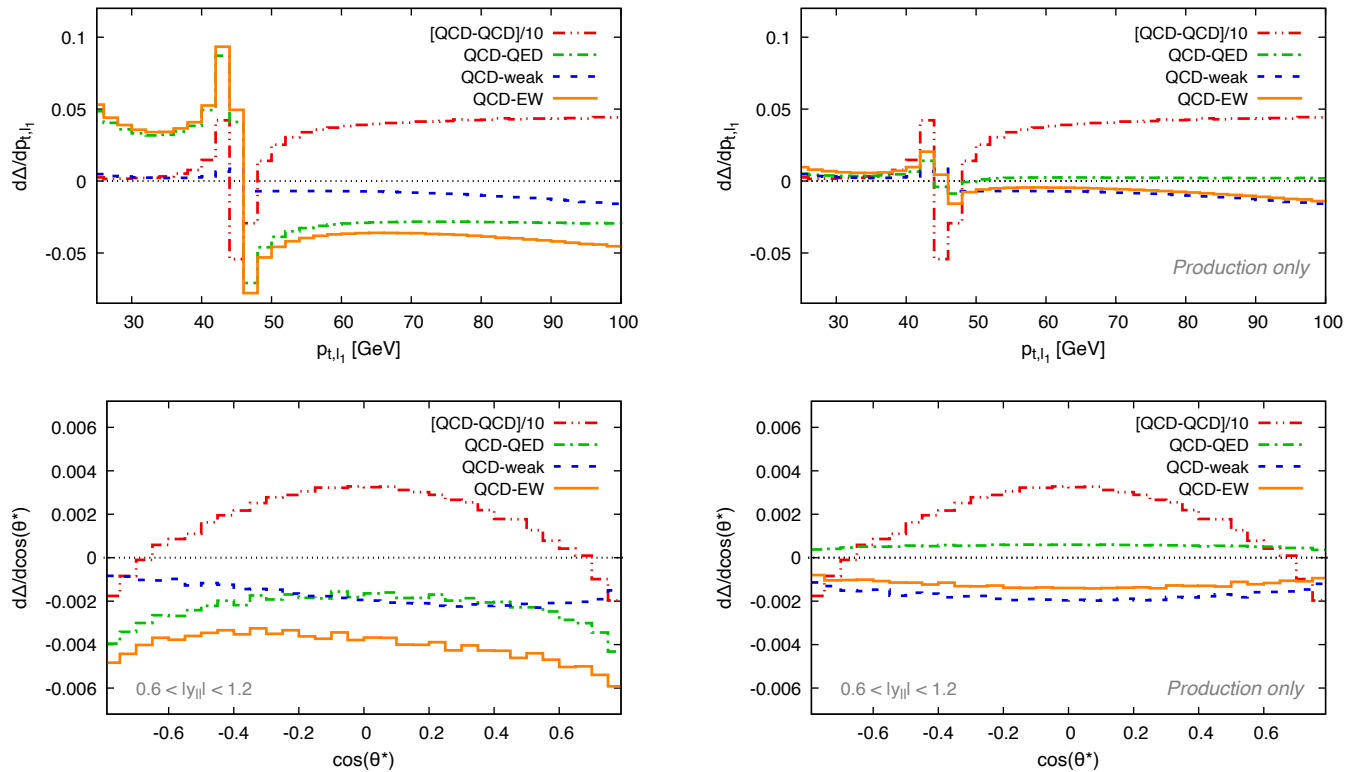 [QCD-QCD]/10
QCD-QED
QCD-weak
QCD-EW
0.1
0.05
0
-0.05
dΔ/dp_{t,l_1}
30 40 50 60 70 80 90 100
p_{t,l_1} [GeV]
[QCD-QCD]/10
QCD-QED
QCD-weak
QCD-EW
0.1
0.05
0
-0.05
dΔ/dp_{t,l_1}
Production only
30 40 50 60 70 80 90 100
p_{t,l_1} [GeV]
[QCD-QCD]/10
QCD-QED
QCD-weak
QCD-EW
0.006
0.004
0.002
0
-0.002
-0.004
-0.006
dΔ/dcos(θ*)
0.6 < |y_{ll}| < 1.2
-0.6 -0.4 -0.2 0 0.2 0.4 0.6
cos(θ*)
[QCD-QCD]/10
QCD-QED
QCD-weak
QCD-EW
0.006
0.004
0.002
0
-0.002
-0.004
-0.006
dΔ/dcos(θ*)
0.6 < |y_{ll}| < 1.2 Production only
-0.6 -0.4 -0.2 0 0.2 0.4 0.6
cos(θ*)